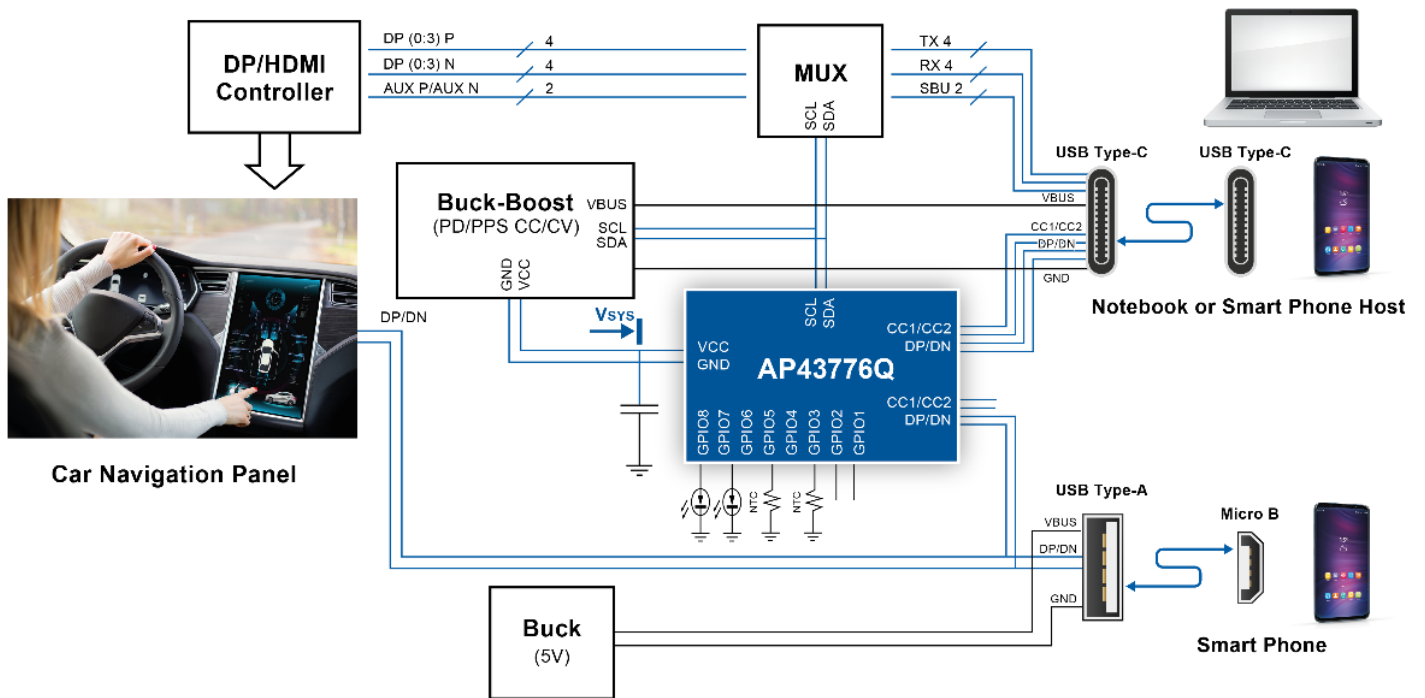 DP/HDMI
Controller
DP (0:3) P
4
DP (0:3) N
4
AUX P/AUX N
2
MUX
SCL
SDA
TX 4
RX 4
SBU 2
USB Type-C
USB Type-C
Buck-Boost
(PD/PPS CC/CV)
VBUS
SCL
SDA
GND
VCC
VBUS
CC1/CC2
DP/DN
GND
Notebook or Smart Phone Host
DP/DN
VSYS
SCL
SDA
VCC
GND
CC1/CC2
DP/DN
AP43776Q
CC1/CC2
DP/DN
GPIO8
GPIO7
GPIO6
GPIO5
GPIO4
GPIO3
GPIO2
GPIO1
NTC
NTC
Car Navigation Panel
USB Type-A
VBUS
DP/DN
GND
Micro B
Smart Phone
Buck
(5V)